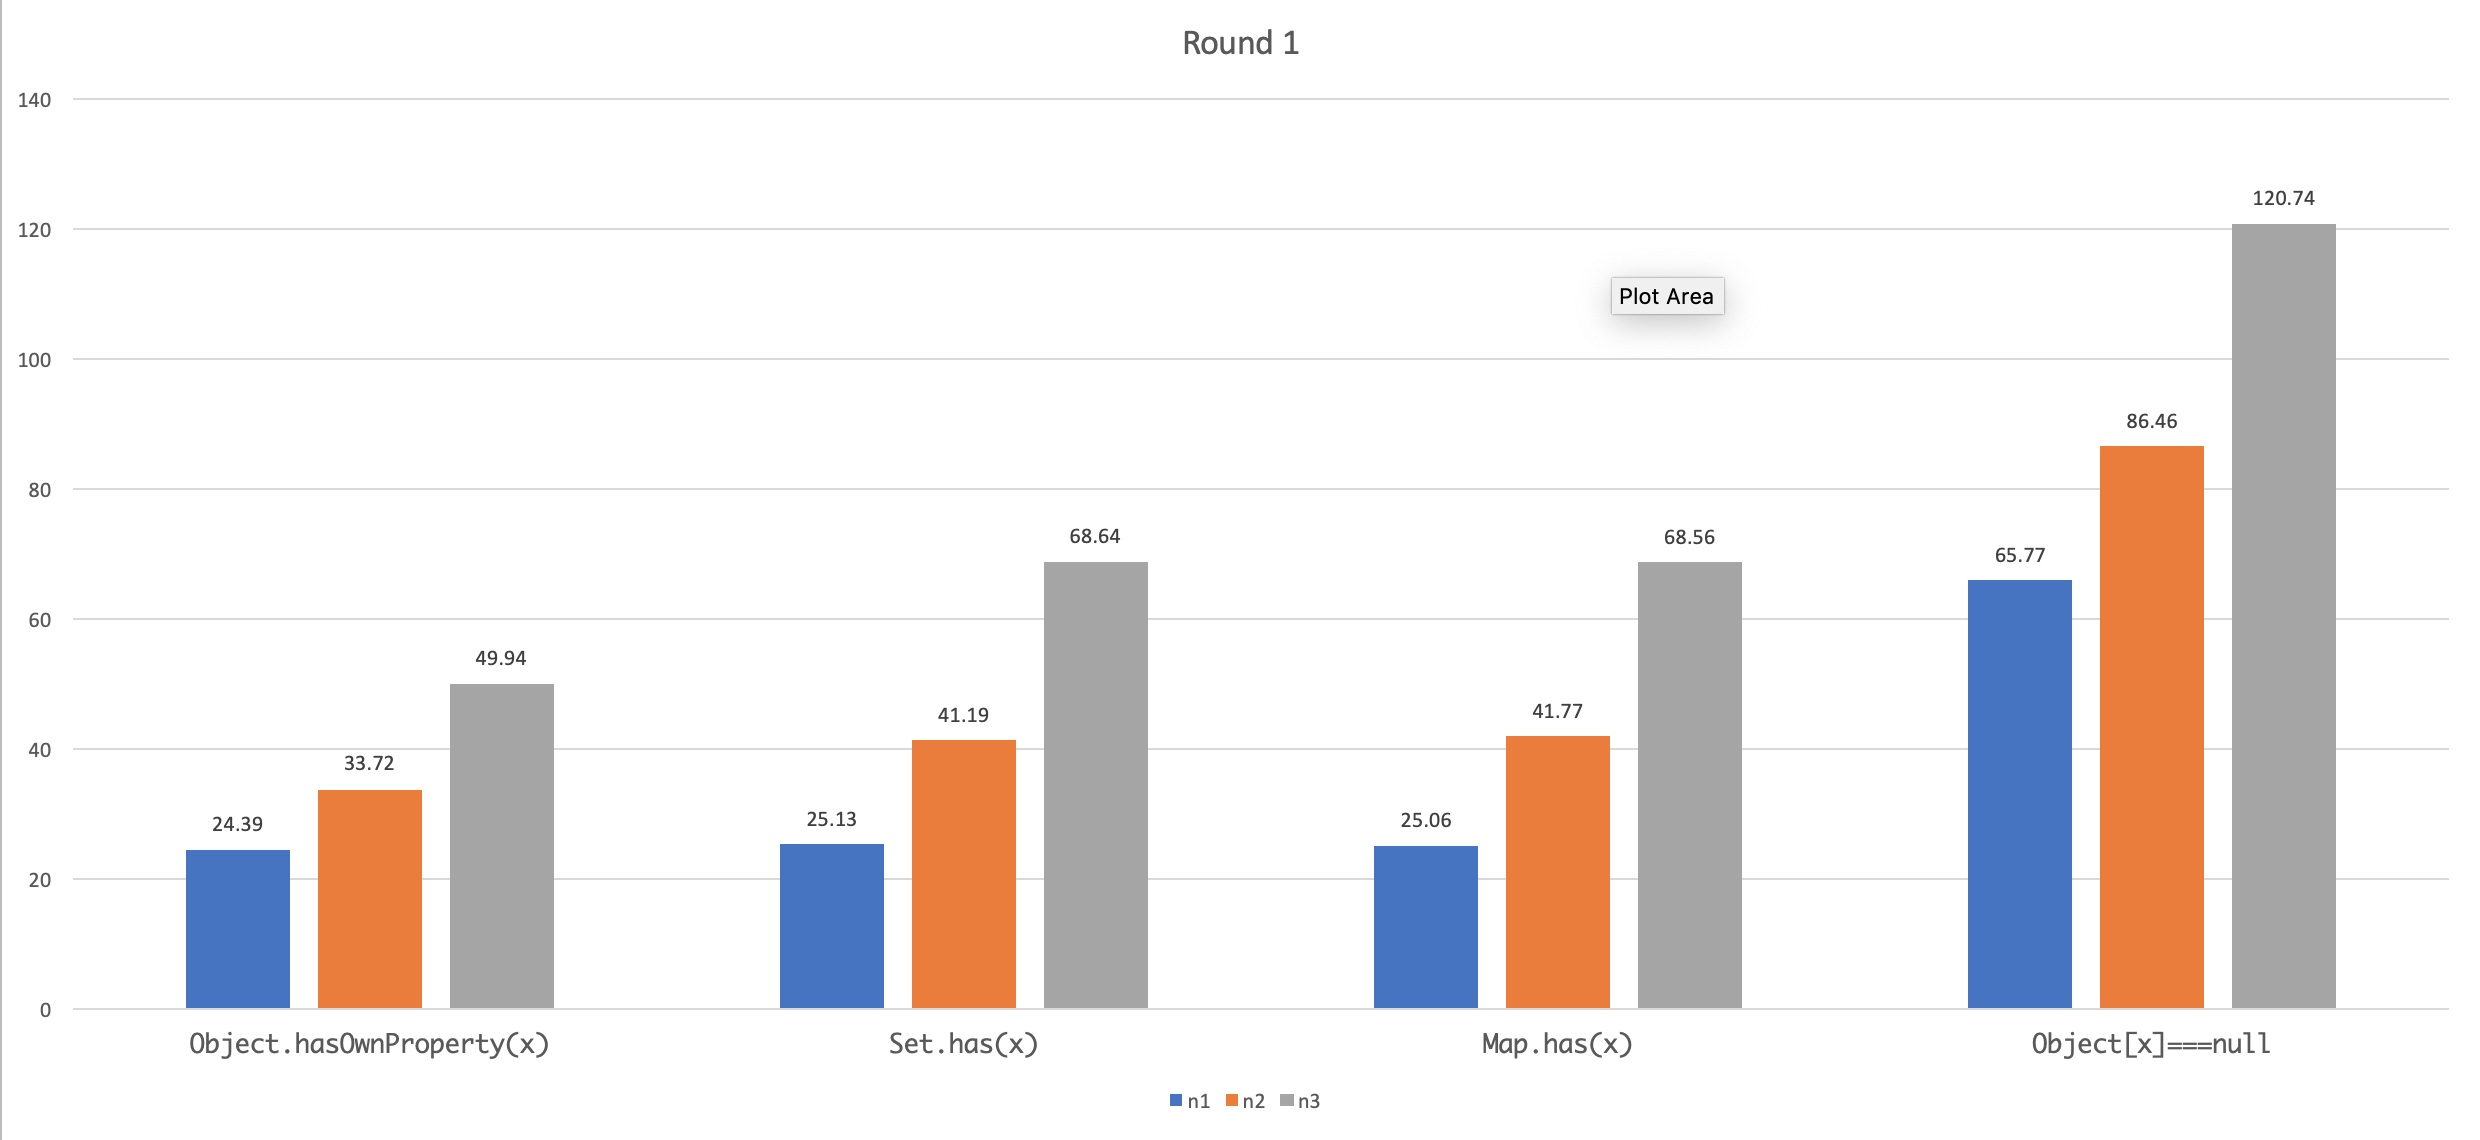 Round 1
140
120
100
80
60
40
20
0
24.39
33.72
49.94
25.13
41.19
68.64
25.06
41.77
68.56
65.77
86.46
120.74
Plot Area
Object.hasOwnProperty(x)
Set.has(x)
Map.has(x)
Object[x]===null
n1 n2 n3